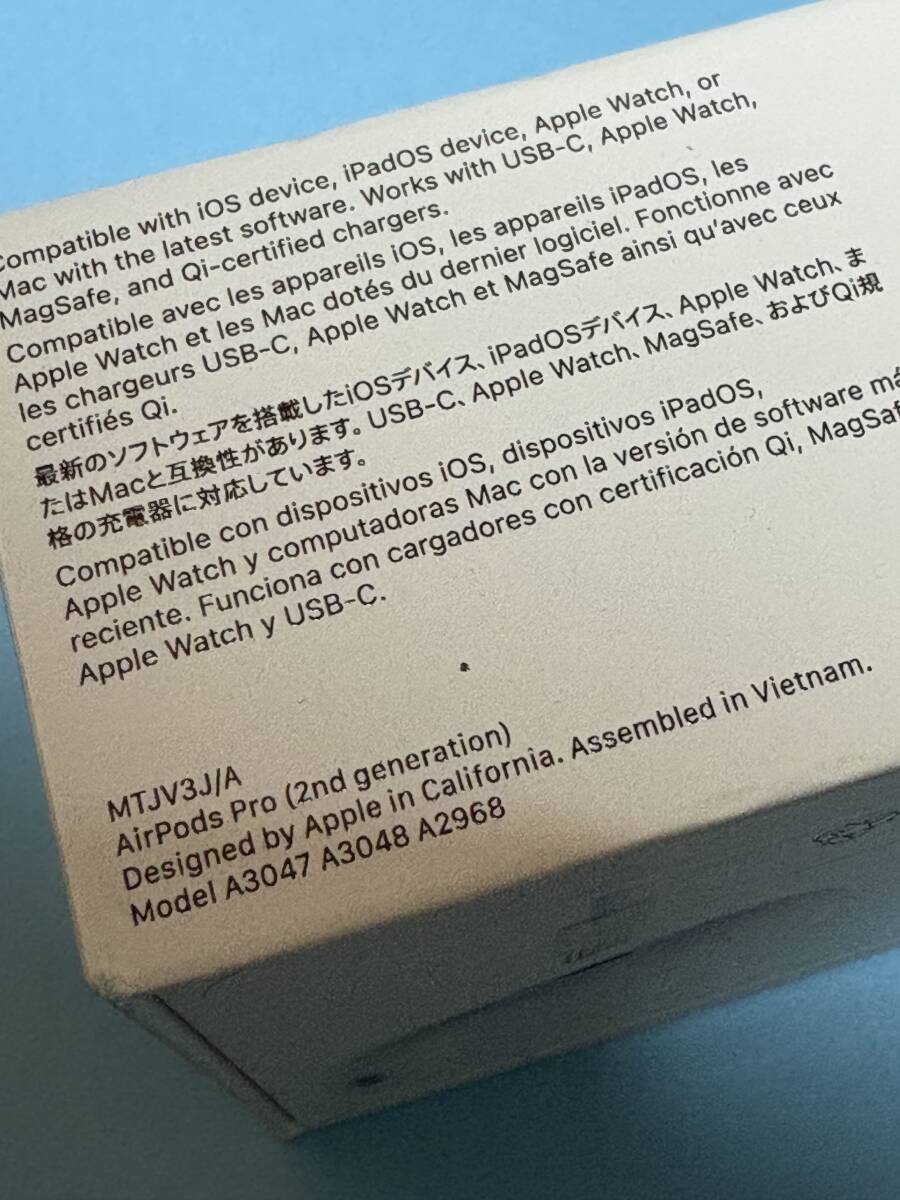 Compatible with iOS device, iPadOS device, Apple Watch, or
Mac with the latest software. Works with USB-C, Apple Watch,
MagSafe, and Qi-certified chargers.
Compatible avec les appareils iOS, les appareils iPadOS, les
Apple Watch et les Mac dotés du dernier logiciel. Fonctionne avec
les chargeurs USB-C, Apple Watch et MagSafe ainsi qu'avec ceux
certifiés Qi.
最新のソフトウェアを搭載したiOSデバイス、iPadOSデバイス、Apple Watch、ま
たはMacと互換性があります。USB-C、Apple Watch、MagSafe、およびQi規
格の充電器に対応しています。
Compatible con dispositivos iOS, dispositivos iPadOS,
Apple Watch y computadoras Mac con la versión de software má
reciente. Funciona con cargadores con certificación Qi, MagSaf
Apple Watch y USB-C.
MTJV3J/A
AirPods Pro (2nd generation)
Designed by Apple in California. Assembled in Vietnam.
Model A3047 A3048 A2968